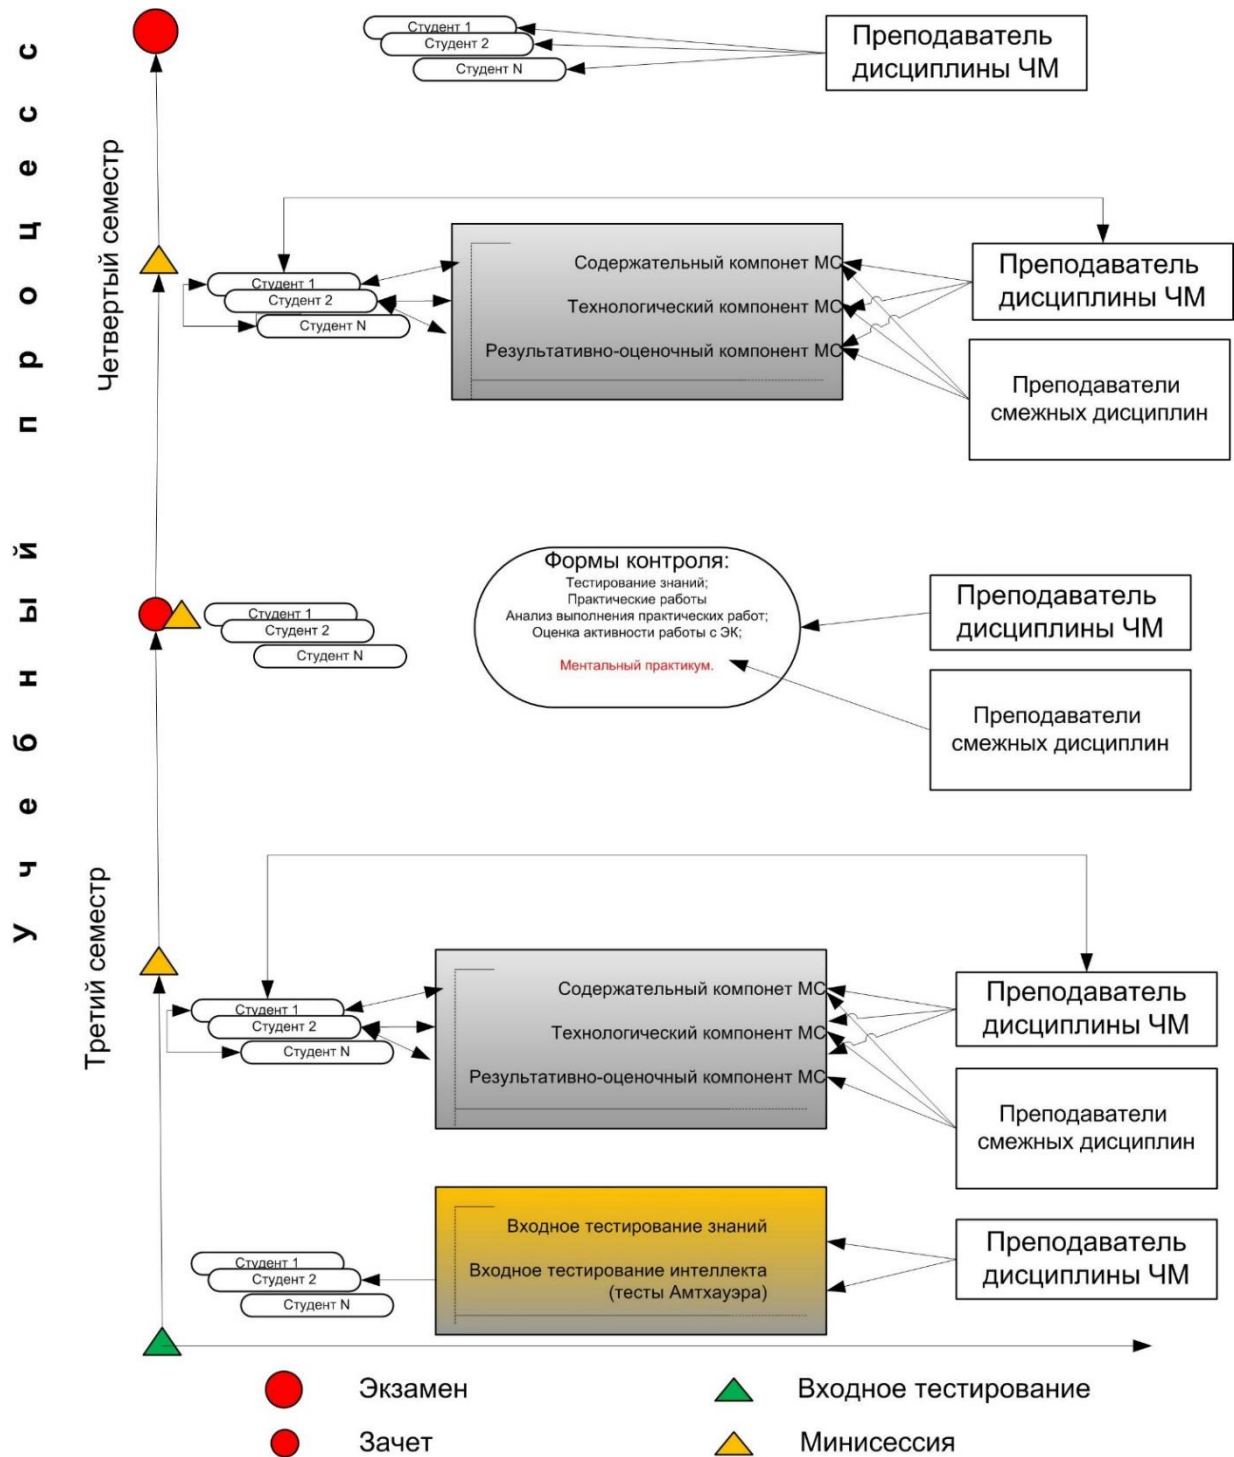 Учебный процесс
Студент 1
Студент 2
Студент N
Преподаватель
дисциплины ЧМ
Четвертый семестр
Студент 1
Студент 2
Студент N
Содержательный компонет МС
Технологический компонент МС
Результативно-оценочный компонент МС
Преподаватель
дисциплины ЧМ
Преподаватели
смежных дисциплин
Студент 1
Студент 2
Студент N
Формы контроля:
Тестирование знаний;
Практические работы
Анализ выполнения практических работ;
Оценка активности работы с ЭК;
Ментальный практикум.
Преподаватель
дисциплины ЧМ
Преподаватели
смежных дисциплин
Третий семестр
Студент 1
Студент 2
Студент N
Содержательный компонет МС
Технологический компонент МС
Результативно-оценочный компонент МС
Преподаватель
дисциплины ЧМ
Преподаватели
смежных дисциплин
Студент 1
Студент 2
Студент N
Входное тестирование знаний
Входное тестирование интеллекта
(тесты Амтхауэра)
Преподаватель
дисциплины ЧМ
Экзамен
Входное тестирование
Зачет
Минисессия